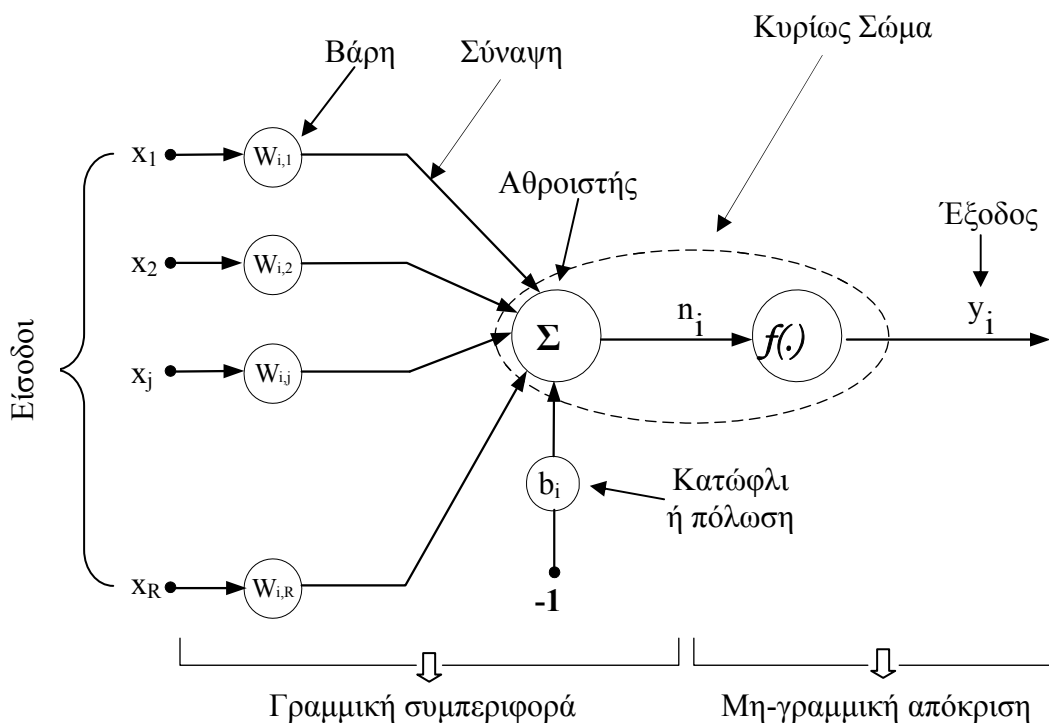 Κυρίως Σώμα
Βάρη
Σύναψη
Αθροιστής
Έξοδος
Είσοδοι
x1
Wi,1
x2
Wi,2
xj
Wi,j
xR
Wi,R
Σ
ni
f(.)
yi
bi
Κατώφλι
ή πόλωση
-1
Γραμμική συμπεριφορά
Μη-γραμμική απόκριση